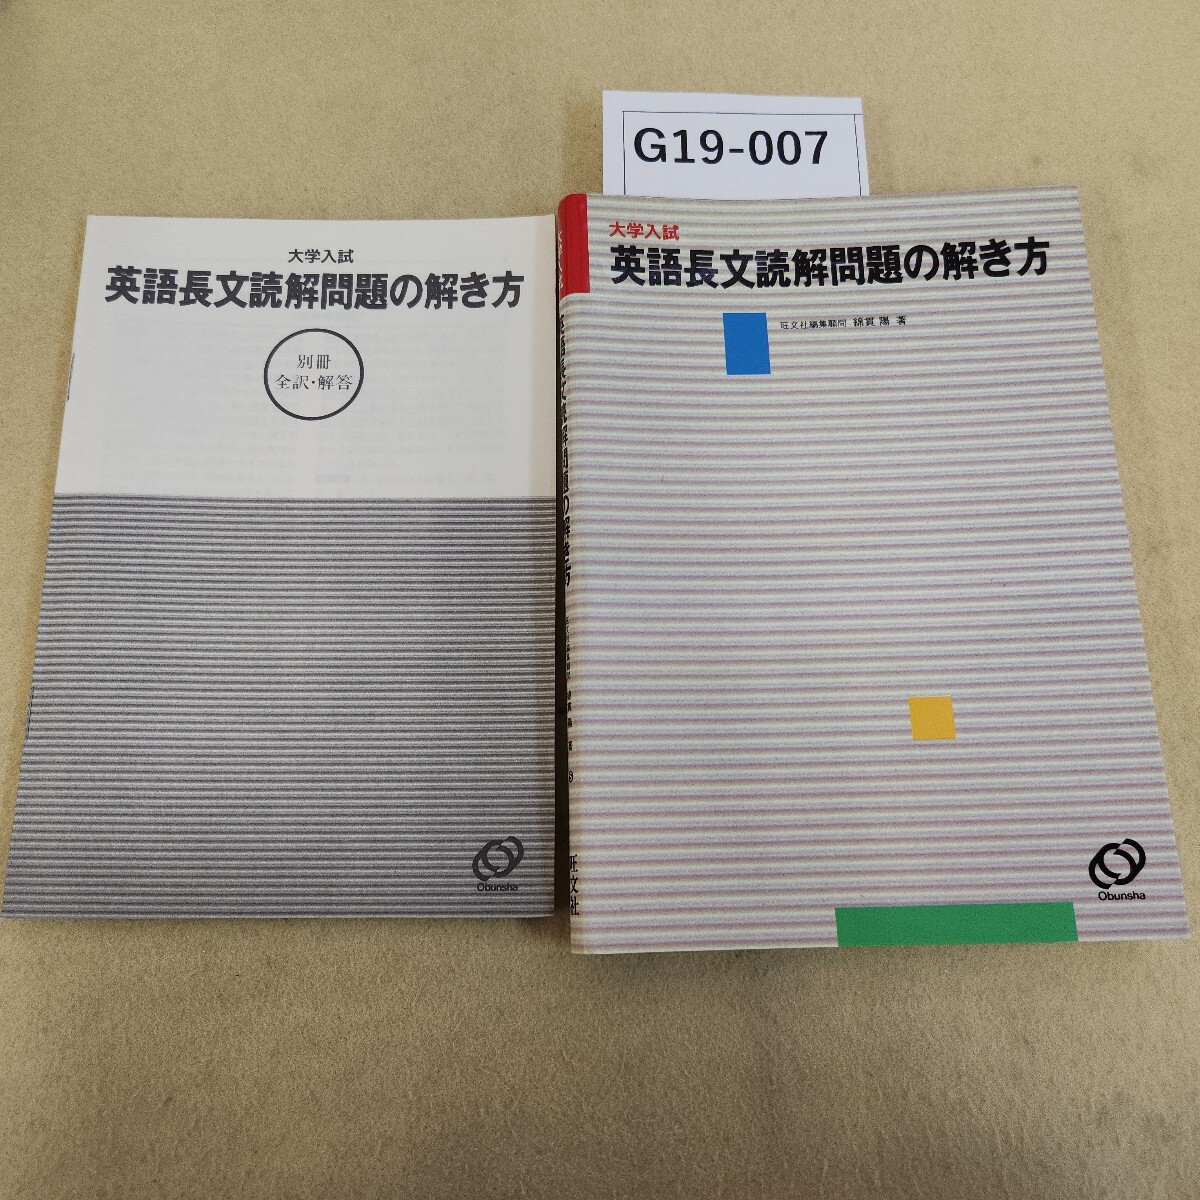 G19-007
大学入試
英語長文読解問題の解き方
別冊
全訳・解答
Obunsha
大学入試
英語長文読解問題の解き方
旺文社編集顧問 綿貫 陽 著
Obunsha
旺文社